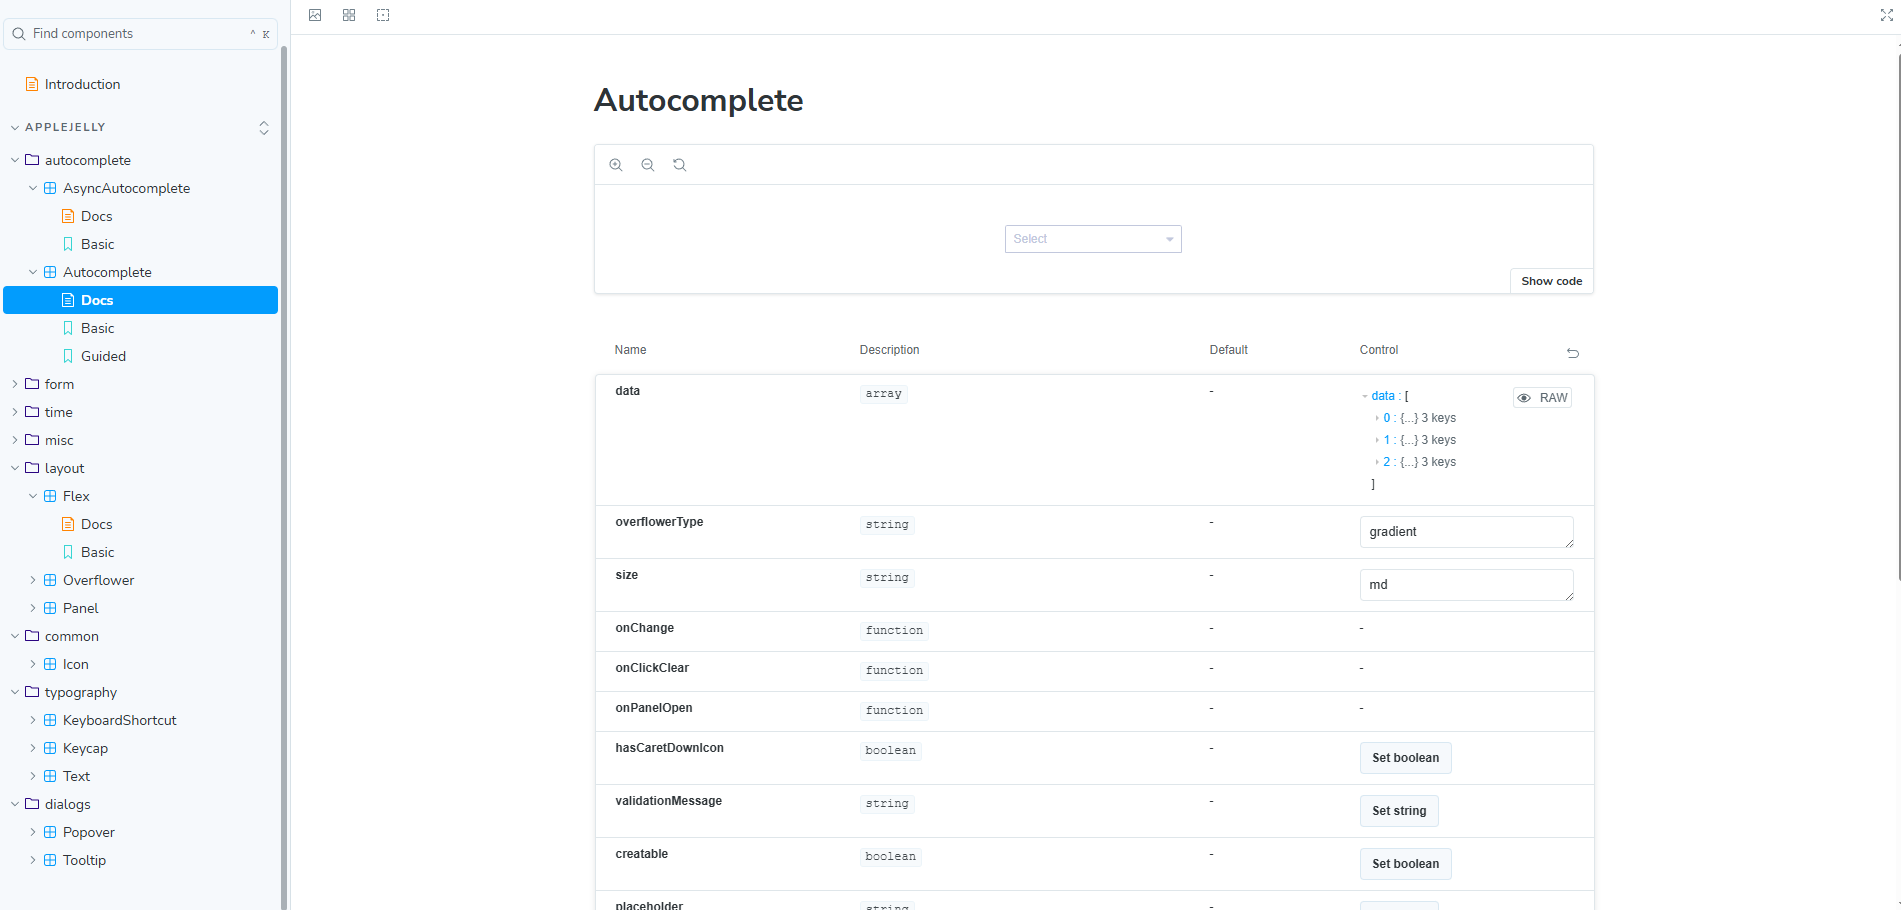 Find components
^ K
Introduction
APPLEJELLY
autocomplete
AsyncAutocomplete
Docs
Basic
Autocomplete
Docs
Basic
Guided
form
time
misc
layout
Flex
Docs
Basic
Overflower
Panel
common
Icon
typography
KeyboardShortcut
Keycap
Text
dialogs
Popover
Tooltip
Autocomplete
Select
Show code
Name Description Default Control
data array - data : [ RAW
0 : {...} 3 keys
1 : {...} 3 keys
2 : {...} 3 keys
]
overflowerType string - gradient
size string - md
onChange function - -
onClickClear function - -
onPanelOpen function - -
hasCaretDownIcon boolean - Set boolean
validationMessage string - Set string
creatable boolean - Set boolean
placeholder string -